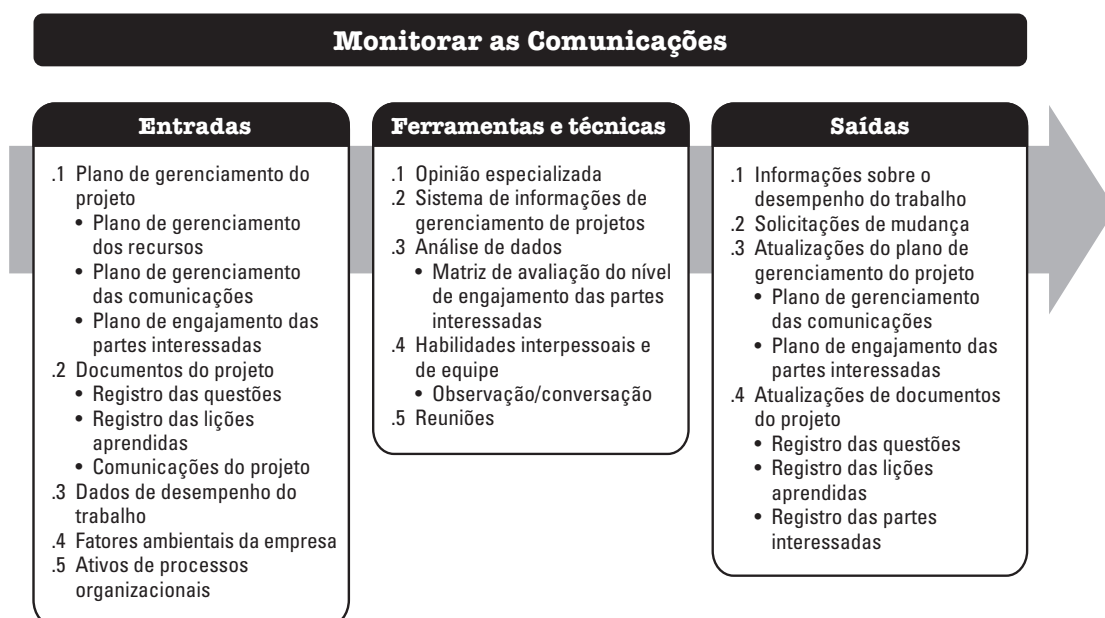 Monitorar as Comunicações
Entradas
.1 Plano de gerenciamento do
projeto
• Plano de gerenciamento
dos recursos
• Plano de gerenciamento
das comunicações
• Plano de engajamento das
partes interessadas
.2 Documentos do projeto
• Registro das questões
• Registro das lições
aprendidas
• Comunicações do projeto
.3 Dados de desempenho do
trabalho
.4 Fatores ambientais da empresa
.5 Ativos de processos
organizacionais
Ferramentas e técnicas
.1 Opinião especializada
.2 Sistema de informações de
gerenciamento de projetos
.3 Análise de dados
• Matriz de avaliação do nível
de engajamento das partes
interessadas
.4 Habilidades interpessoais e
de equipe
• Observação/conversação
.5 Reuniões
Saídas
.1 Informações sobre o
desempenho do trabalho
.2 Solicitações de mudança
.3 Atualizações do plano de
gerenciamento do projeto
• Plano de gerenciamento
das comunicações
• Plano de engajamento das
partes interessadas
.4 Atualizações de documentos
do projeto
• Registro das questões
• Registro das lições
aprendidas
• Registro das partes
interessadas